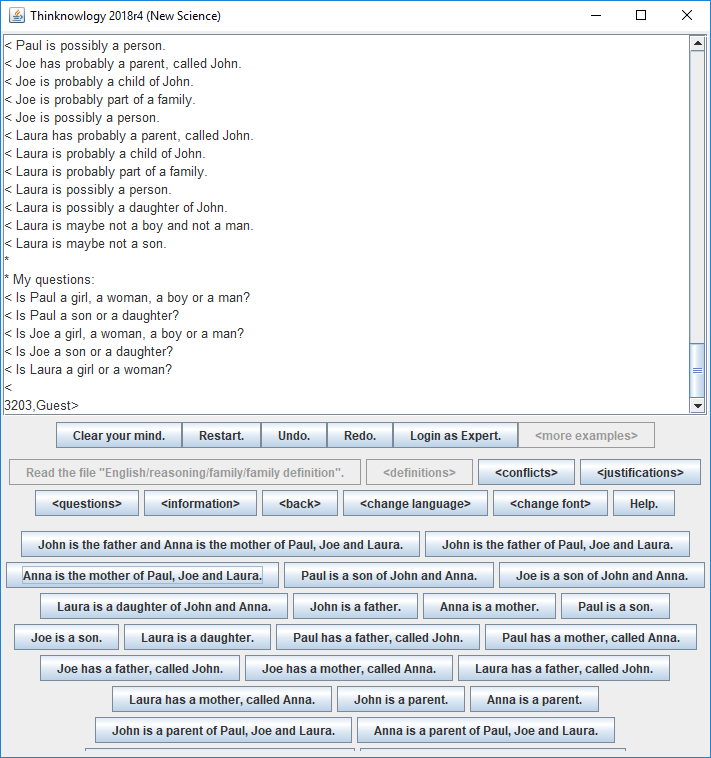 Thinknowlogy 2018r4 (New Science)
< Paul is possibly a person.
< Joe has probably a parent, called John.
< Joe is probably a child of John.
< Joe is probably part of a family.
< Joe is possibly a person.
< Laura has probably a parent, called John.
< Laura is probably a child of John.
< Laura is probably part of a family.
< Laura is possibly a person.
< Laura is possibly a daughter of John.
< Laura is maybe not a boy and not a man.
< Laura is maybe not a son.
*
* My questions:
< Is Paul a girl, a woman, a boy or a man?
< Is Paul a son or a daughter?
< Is Joe a girl, a woman, a boy or a man?
< Is Joe a son or a daughter?
< Is Laura a girl or a woman?
<
3203,Guest>
Clear your mind. Restart. Undo. Redo. Login as Expert. <more examples>
Read the file "English/reasoning/family/family definition". <definitions> <conflicts> <justifications>
<questions> <information> <back> <change language> <change font> Help.
John is the father and Anna is the mother of Paul, Joe and Laura. John is the father of Paul, Joe and Laura.
Anna is the mother of Paul, Joe and Laura. Paul is a son of John and Anna. Joe is a son of John and Anna.
Laura is a daughter of John and Anna. John is a father. Anna is a mother. Paul is a son.
Joe is a son. Laura is a daughter. Paul has a father, called John. Paul has a mother, called Anna.
Joe has a father, called John. Joe has a mother, called Anna. Laura has a father, called John.
Laura has a mother, called Anna. John is a parent. Anna is a parent.
John is a parent of Paul, Joe and Laura. Anna is a parent of Paul, Joe and Laura.